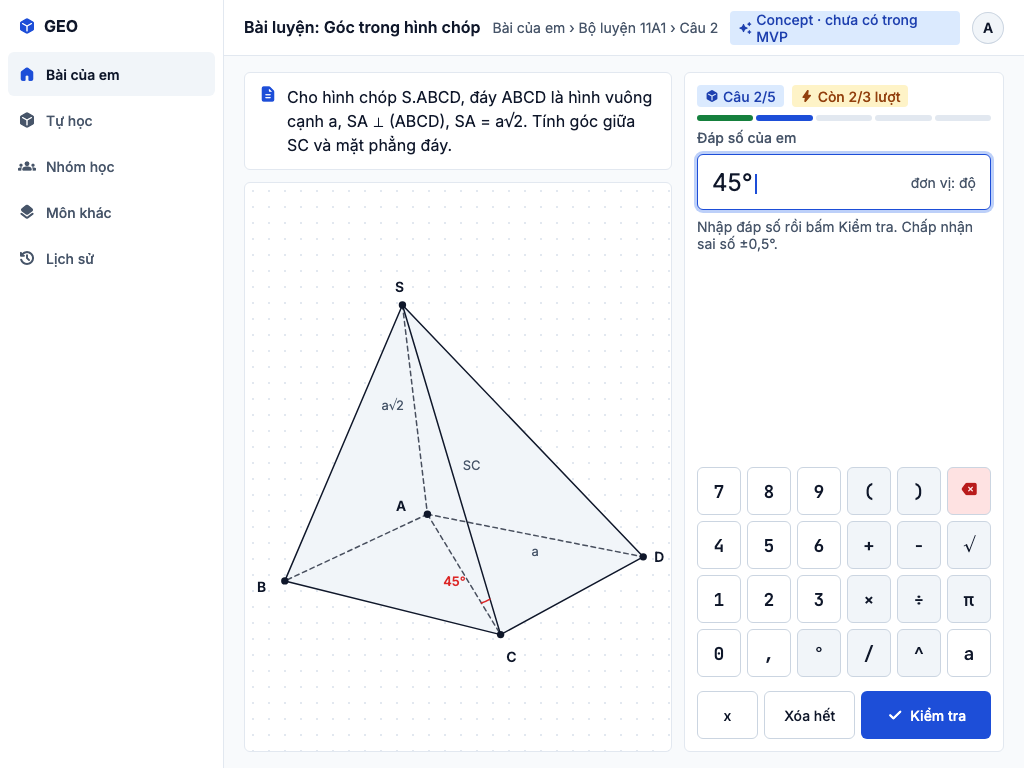 GEO
Bài của em
Tự học
Nhóm học
Môn khác
Lịch sử
Bài luyện: Góc trong hình chóp
Bài của em › Bộ luyện 11A1 › Câu 2
Concept · chưa có trong
MVP
A
Cho hình chóp S.ABCD, đáy ABCD là hình vuông
cạnh a, SA ⊥ (ABCD), SA = a√2. Tính góc giữa
SC và mặt phẳng đáy.
S
a√2
SC
A
a
D
45°
B
C
Câu 2/5
Còn 2/3 lượt
Đáp số của em
45°
đơn vị: độ
Nhập đáp số rồi bấm Kiểm tra. Chấp nhận
sai số ±0,5°.
7 8 9 ( )
4 5 6 + - √
1 2 3 × ÷ π
0 , ° / ^ a
x
Xóa hết
Kiểm tra